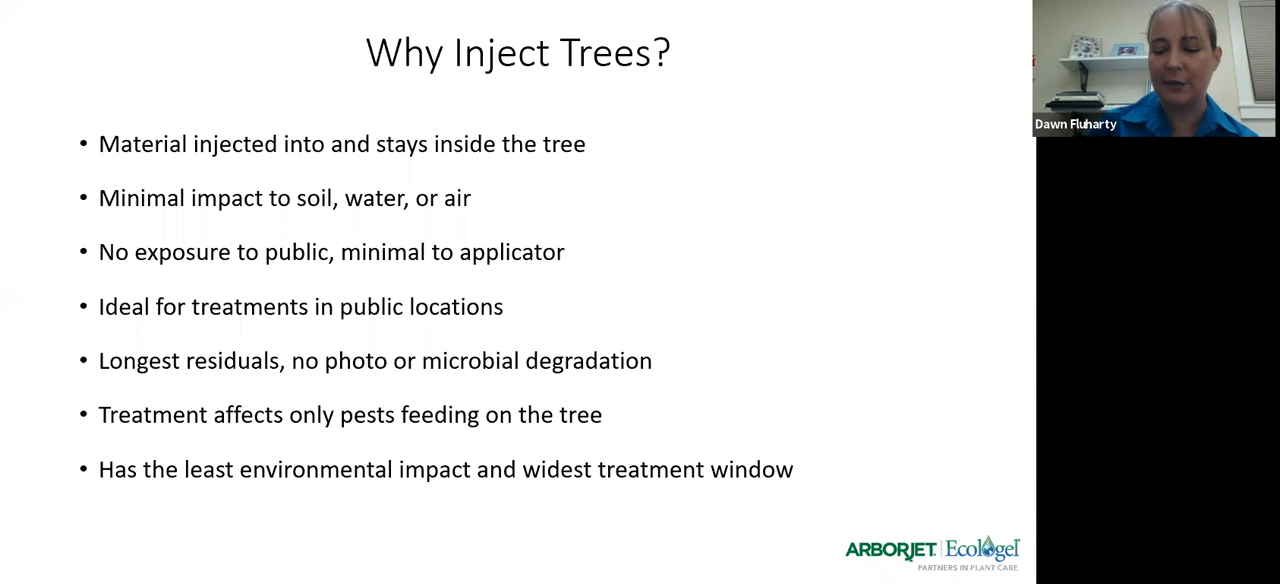 Why Inject Trees?
• Material injected into and stays inside the tree
• Minimal impact to soil, water, or air
• No exposure to public, minimal to applicator
• Ideal for treatments in public locations
• Longest residuals, no photo or microbial degradation
• Treatment affects only pests feeding on the tree
• Has the least environmental impact and widest treatment window
ARBORJET | Ecologel
PARTNERS IN PLANT CARE
Dawn Fluharty